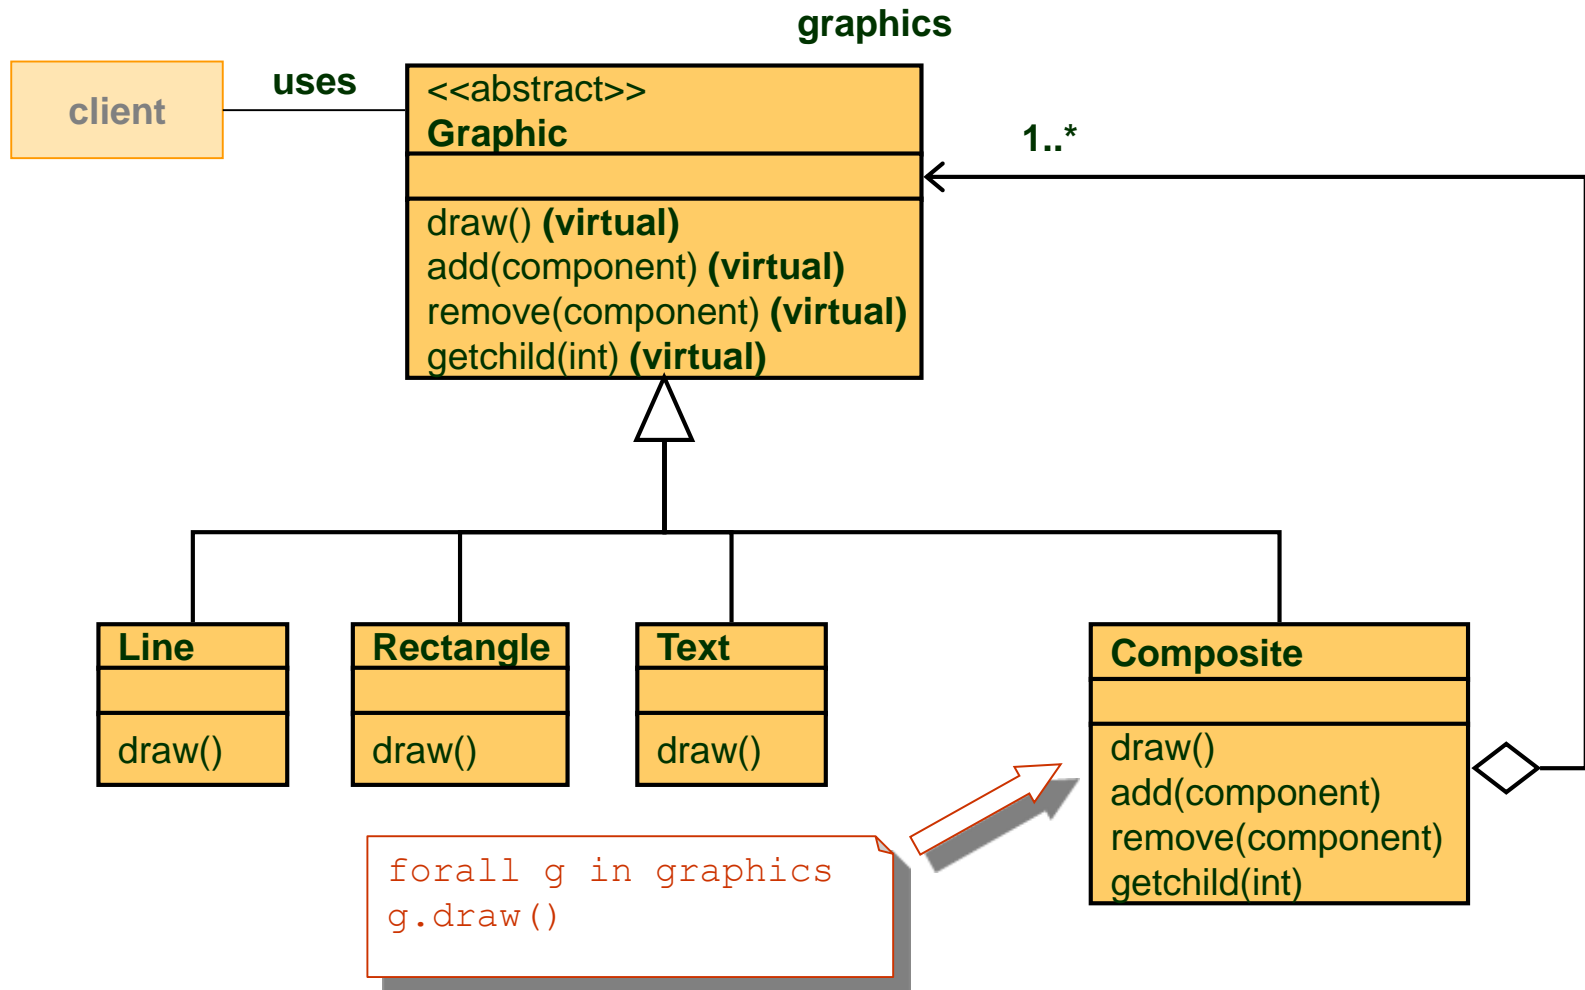 graphics
client
uses
<<abstract>>
Graphic
1..*
draw() (virtual)
add(component) (virtual)
remove(component) (virtual)
getchild(int) (virtual)
Line
draw()
Rectangle
draw()
Text
draw()
Composite
draw()
add(component)
remove(component)
getchild(int)
forall g in graphics
g.draw()